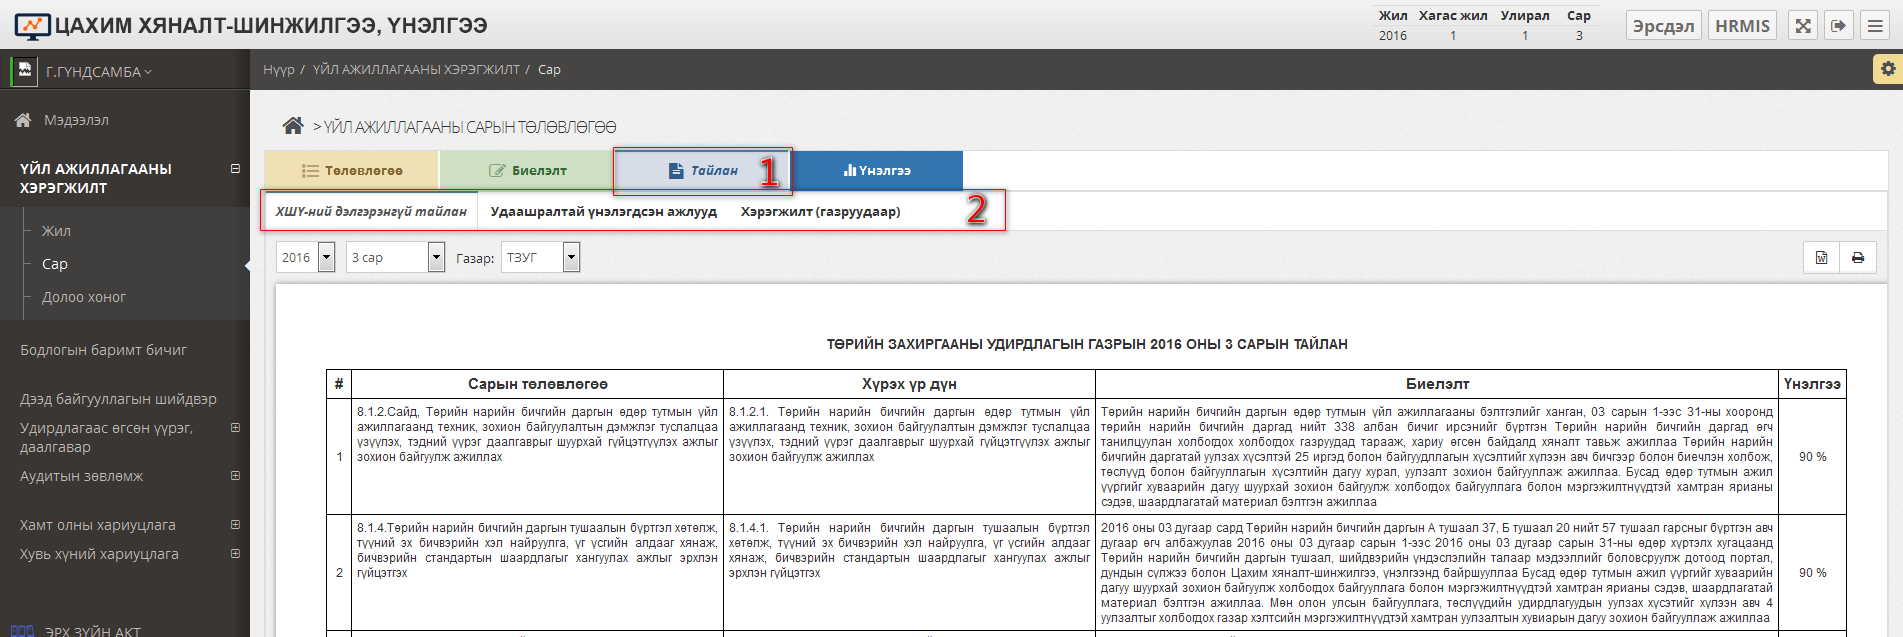 ЦАХИМ ХЯНАЛТ-ШИНЖИЛГЭЭ, ҮНЭЛГЭЭ
Жил Хагас жил Улирал Сар
2016 1 1 3
Эрсдэл HRMIS
Г.ГҮНДСАМБА
Нүүр / ҮЙЛ АЖИЛЛАГААНЫ ХЭРЭГЖИЛТ / Сар
Мэдээлэл
ҮЙЛ АЖИЛЛАГААНЫ
ХЭРЭГЖИЛТ
Жил
Сар
Долоо хоног
Бодлогын баримт бичиг
Дээд байгууллагын шийдвэр
Удирдлагаас өгсөн үүрэг,
даалгавар
Аудитын зөвлөмж
Хамт олны хариуцлага
Хувь хүний хариуцлага
ЭРХ ЗҮЙН АКТ
> ҮЙЛ АЖИЛЛАГААНЫ САРЫН ТӨЛӨВЛӨГӨӨ
Төлөвлөгөө Биелэлт Тайлан 1 Үнэлгээ
ХШҮ-ний дэлгэрэнгүй тайлан Удаашралтай үнэлэгдсэн ажлууд Хэрэгжилт (газруудаар) 2
2016 3 сар Газар: ТЗУГ
ТӨРИЙН ЗАХИРГААНЫ УДИРДЛАГЫН ГАЗРЫН 2016 ОНЫ 3 САРЫН ТАЙЛАН
# Сарын төлөвлөгөө Хүрэх үр дүн Биелэлт Үнэлгээ
1
8.1.2.Сайд, Төрийн нарийн бичгийн даргын өдөр тутмын үйл
ажиллагаанд техник, зохион байгуулалтын дэмжлэг туслалцаа
үзүүлэх, тэдний үүрэг даалгаврыг шуурхай гүйцэтгүүлэх ажлыг
зохион байгуулж ажиллах
8.1.2.1. Төрийн нарийн бичгийн даргын өдөр тутмын үйл
ажиллагаанд техник, зохион байгуулалтын дэмжлэг туслалцаа
үзүүлэх, тэдний үүрэг даалгаврыг шуурхай гүйцэтгүүлэх ажлыг
зохион байгуулж ажиллах
Төрийн нарийн бичгийн даргын өдөр тутмын үйл ажиллагааны бэлтгэлийг ханган, 03 сарын 1-ээс 31-ны хооронд
төрийн нарийн бичгийн даргад нийт 338 албан бичиг ирсэнийг бүртгэн Төрийн нарийн бичгийн даргад өгч
танилцуулан холбогдох холбогдох газруудад тарааж, хариу өгсөн байдалд хяналт тавьж ажиллаа Төрийн нарийн
бичгийн даргатай уулзах хүсэлтэй 25 иргэд болон байгуудллагын хүсэлтийг хүлээн авч бичгээр болон биечлэн холбож,
төслүүд болон байгууллагын хүсэлтийн дагуу хурал, уулзалт зохион байгууллаж ажиллаа. Бусад өдөр тутмын ажил
үүргийг хуваарийн дагуу шуурхай зохион байгуулж холбогдох байгууллага болон мэргэжилтнүүдтэй хамтран ярианы
сэдэв, шаардлагатай материал бэлтгэн ажиллаа
90 %
2
8.1.4.Төрийн нарийн бичгийн даргын тушаалын бүртгэл хөтөлж,
түүний эх бичвэрийн хэл найруулга, үг үсгийн алдааг хянаж,
бичвэрийн стандартын шаардлагыг хангуулах ажлыг эрхлэн
гүйцэтгэх
8.1.4.1. Төрийн нарийн бичгийн даргын тушаалын бүртгэл
хөтөлж, түүний эх бичвэрийн хэл найруулга, үг үсгийн алдааг
хянаж, бичвэрийн стандартын шаардлагыг хангуулах ажлыг
эрхлэн гүйцэтгэх
2016 оны 03 дугаар сард Төрийн нарийн бичгийн даргын А тушаал 37, Б тушаал 20 нийт 57 тушаал гарсныг бүртгэн авч
дугаар өгч албажуулав 2016 оны 03 дугаар сарын 1-ээс 2016 оны 03 дугаар сарын 31-ны өдөр хүртэлх хугацаанд
Төрийн нарийн бичгийн даргын тушаал, шийдвэрийн үндэслэлийн талаар мэдээллийг боловсруулж дотоод портал,
дундын сүлжээ болон Цахим хяналт-шинжилгээ, үнэлгээнд байршууллаа Бусад өдөр тутмын ажил үүргийг хуваарийн
дагуу шуурхай зохион байгуулж холбогдох байгууллага болон мэргэжилтнүүдтэй хамтран ярианы сэдэв, шаардлагатай
материал бэлтгэн ажиллаа. Мөн олон улсын байгууллага, төслүүдийн удирдлагуудын уулзах хүсэтийг хүлээн авч 4
уулзалтыг холбогдох газар хэлтсийн мэргэжилтнүүдтэй хамтран уулзалтын хувиарын дагуу зохион байгуулж ажиллаа
90 %